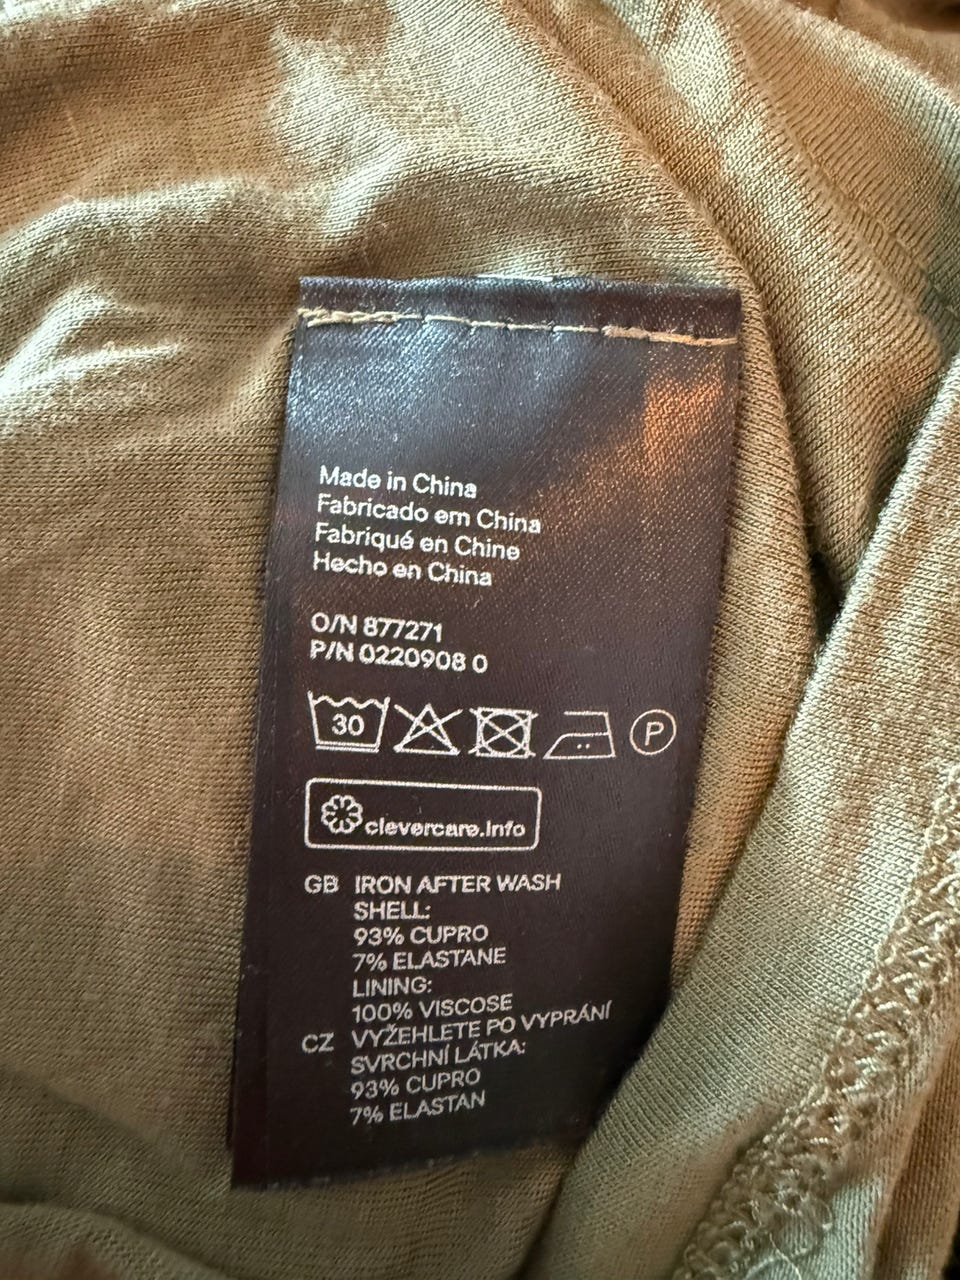 Made in China
Fabricado em China
Fabriqué en Chine
Hecho en China
O/N 877271
P/N 0220908 0
30 P
clevercare.info
GB IRON AFTER WASH
SHELL:
93% CUPRO
7% ELASTANE
LINING:
100% VISCOSE
CZ VYŽEHLETE PO VYPRÁNÍ
SVRCHNÍ LÁTKA:
93% CUPRO
7% ELASTAN